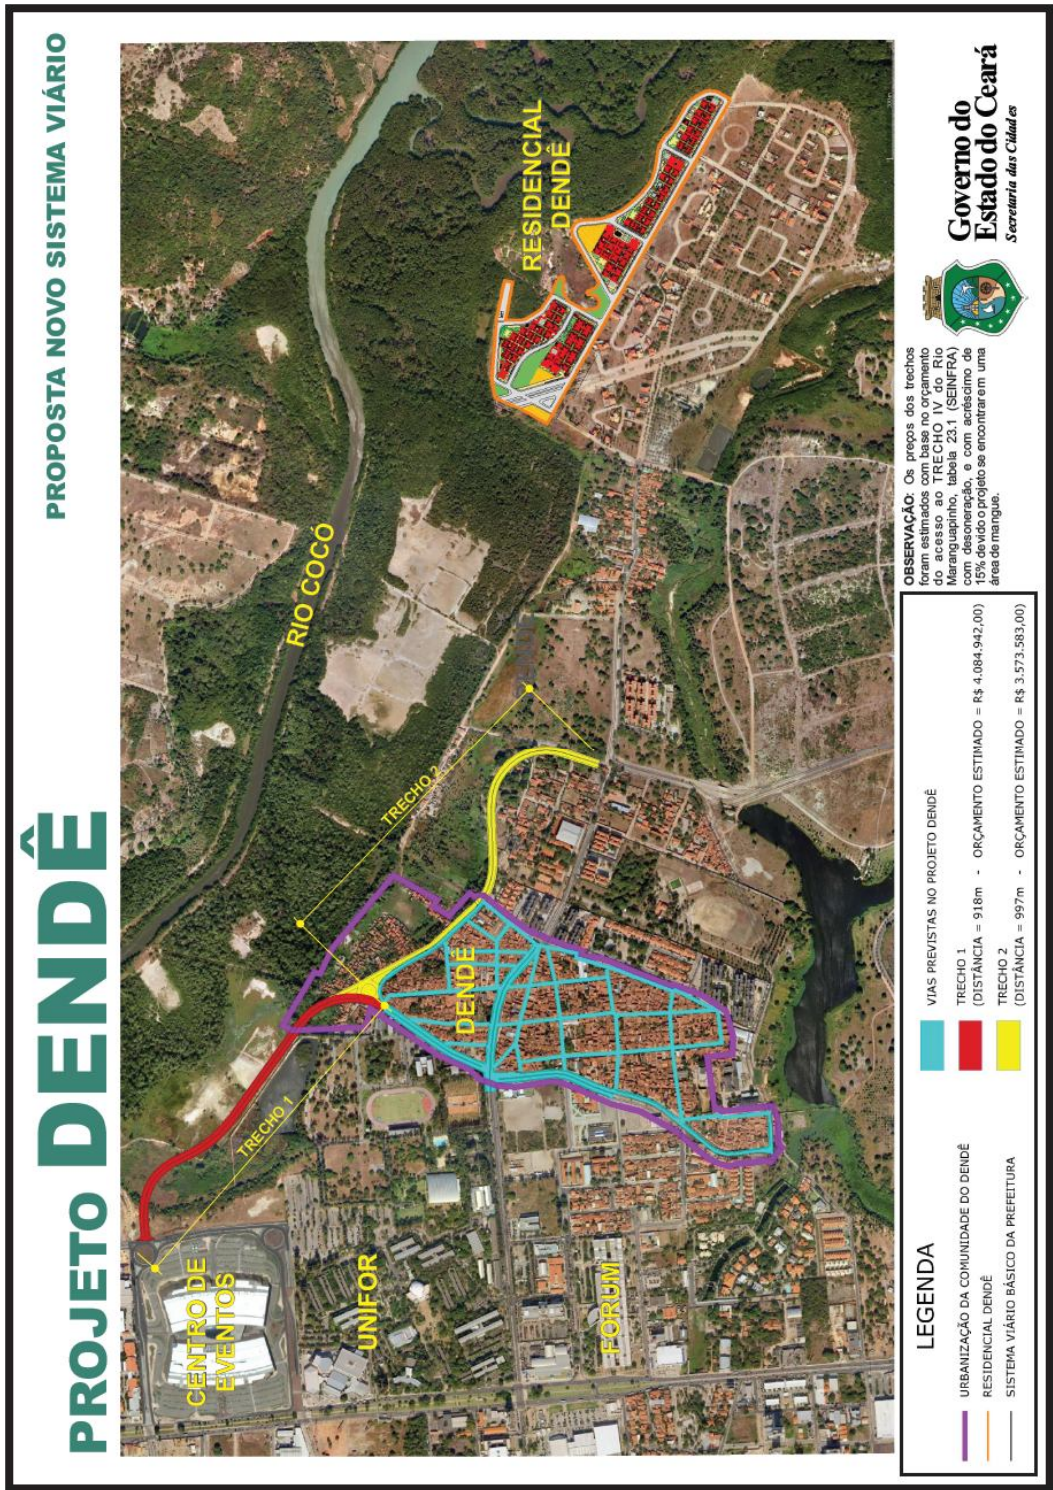 PROJETO DENDÊ
PROPOSTA NOVO SISTEMA VIÁRIO
RIO COCÓ
RESIDENCIAL
DENDÊ
CENTRO DE
EVENTOS
TRECHO 1
TRECHO 2
UNIFOR
DENDÊ
FORUM
LEGENDA
URBANIZAÇÃO DA COMUNIDADE DO DENDÊ
RESIDENCIAL DENDÊ
SISTEMA VIÁRIO BÁSICO DA PREFEITURA
VIAS PREVISTAS NO PROJETO DENDÊ
TRECHO 1
(DISTÂNCIA = 918m - ORÇAMENTO ESTIMADO = R$ 4.084.942,00)
TRECHO 2
(DISTÂNCIA = 997m - ORÇAMENTO ESTIMADO = R$ 3.573.583,00)
OBSERVAÇÃO: Os preços dos trechos
foram estimados com base no orçamento
do acesso ao TRECHO IV do Rio
Maranguapinho, tabela 23.1 (SEINFRA)
com desoneração, e com acréscimo de
15% devido o projeto se encontrar em uma
área de mangue.
Governo do
Estado do Ceará
Secretaria das Cidades